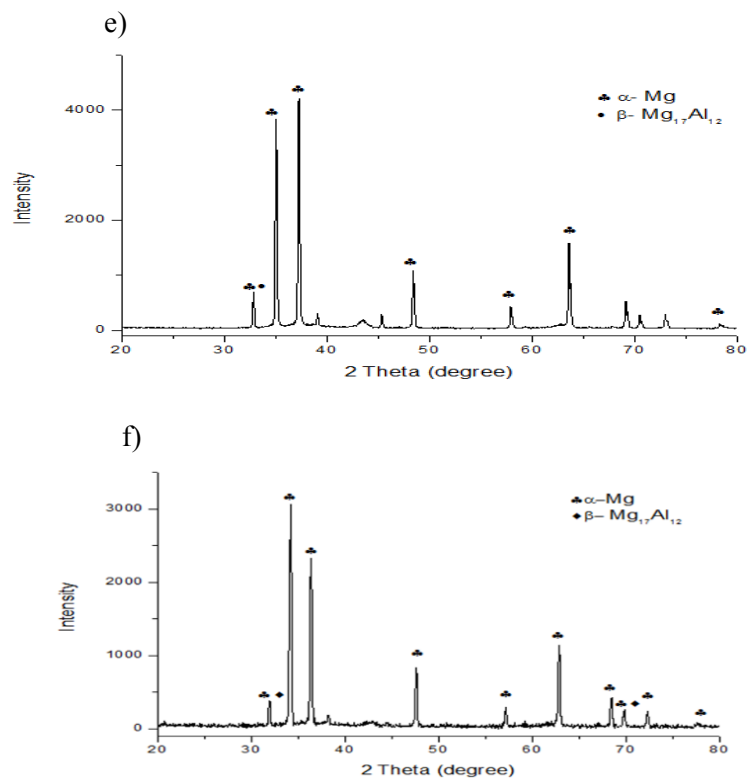 e)
4000
2000
0
Intensity
♣ α- Mg
• β- Mg₁₇Al₁₂
♣
♣
♣ •
♣
♣
♣
♣
20 30 40 50 60 70 80
2 Theta (degree)
f)
3000
2000
1000
0
Intensity
♣ α–Mg
◆ β– Mg₁₇Al₁₂
♣
♣
♣ ◆
♣
♣
♣
♣
♣ ◆
♣
♣
20 30 40 50 60 70 80
2 Theta (degree)